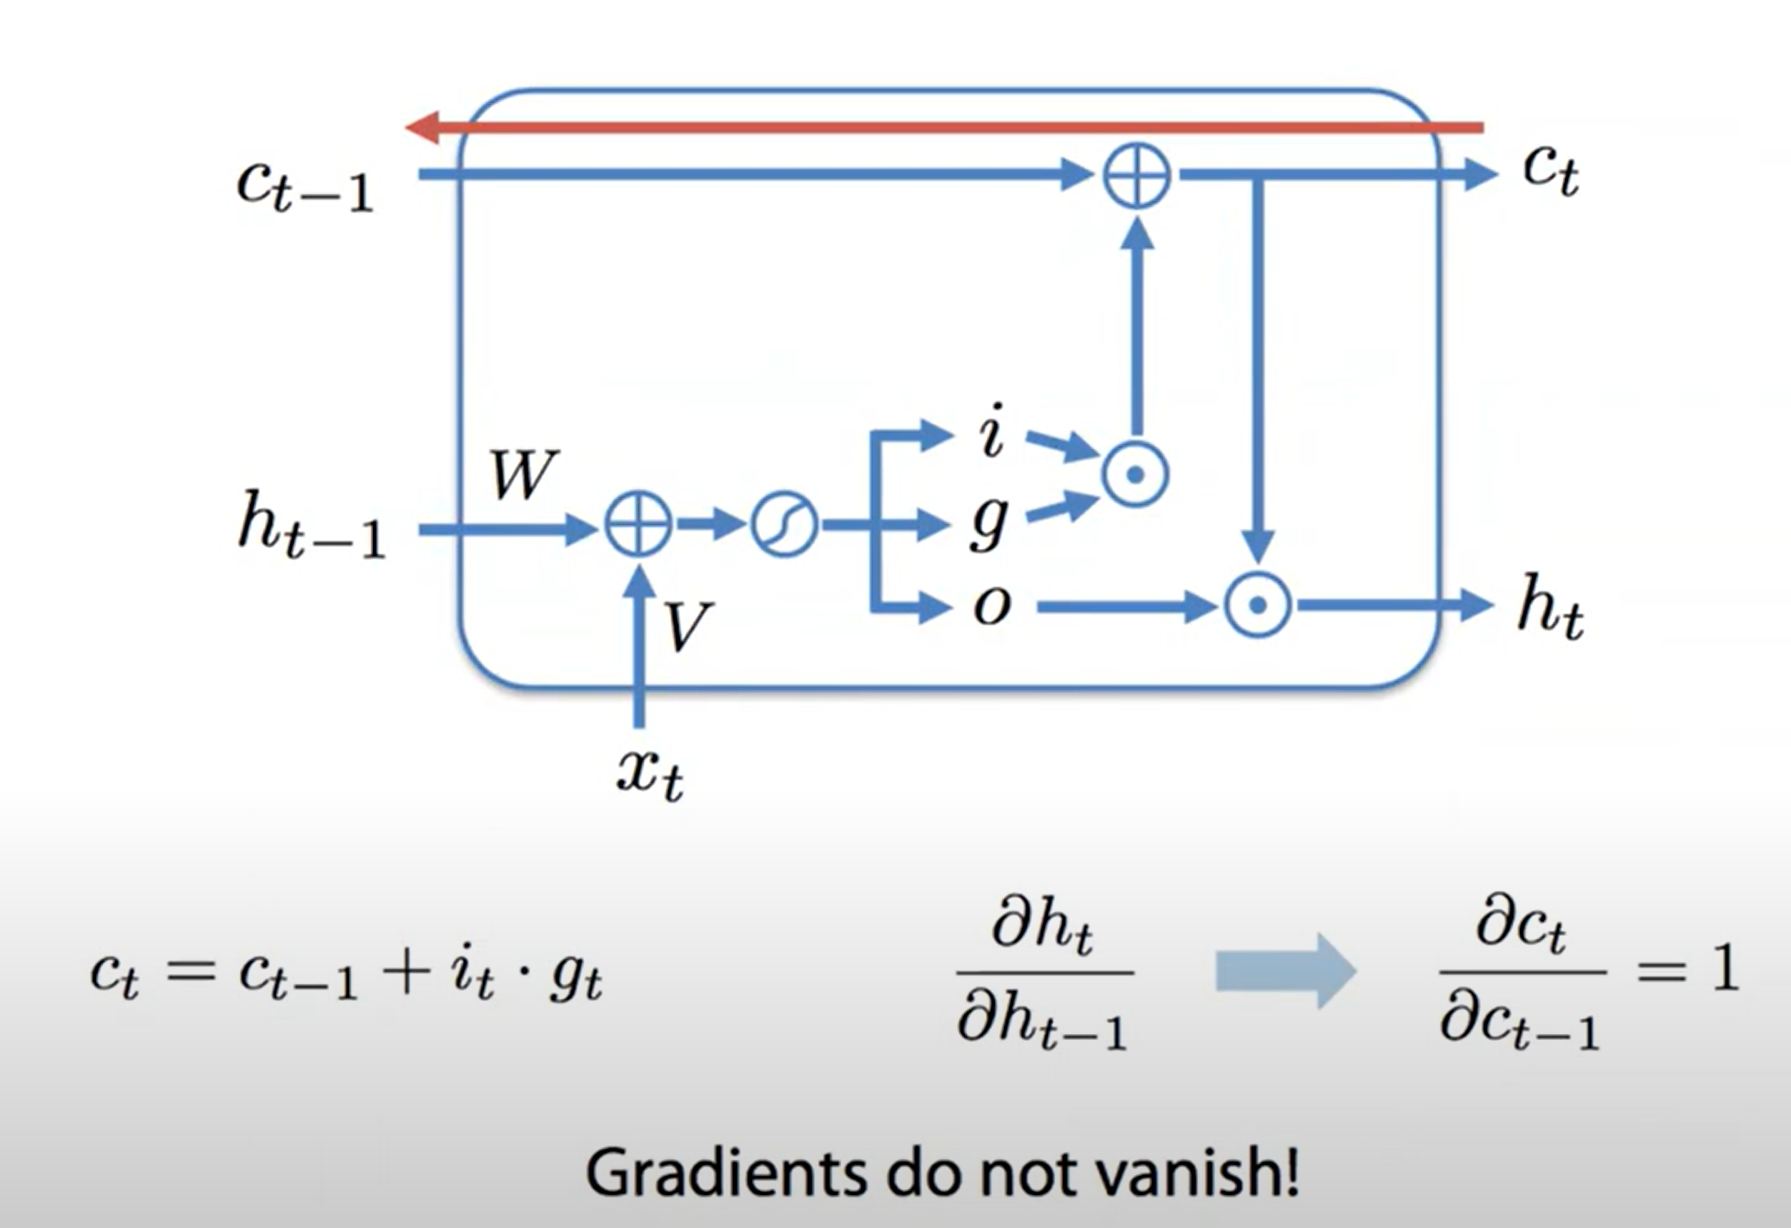 c_{t-1}
c_t
i
W
g
h_{t-1}
o
h_t
V
x_t
c_t = c_{t-1} + i_t · g_t
∂h_t/∂h_{t-1} ∂c_t/∂c_{t-1} = 1
Gradients do not vanish!